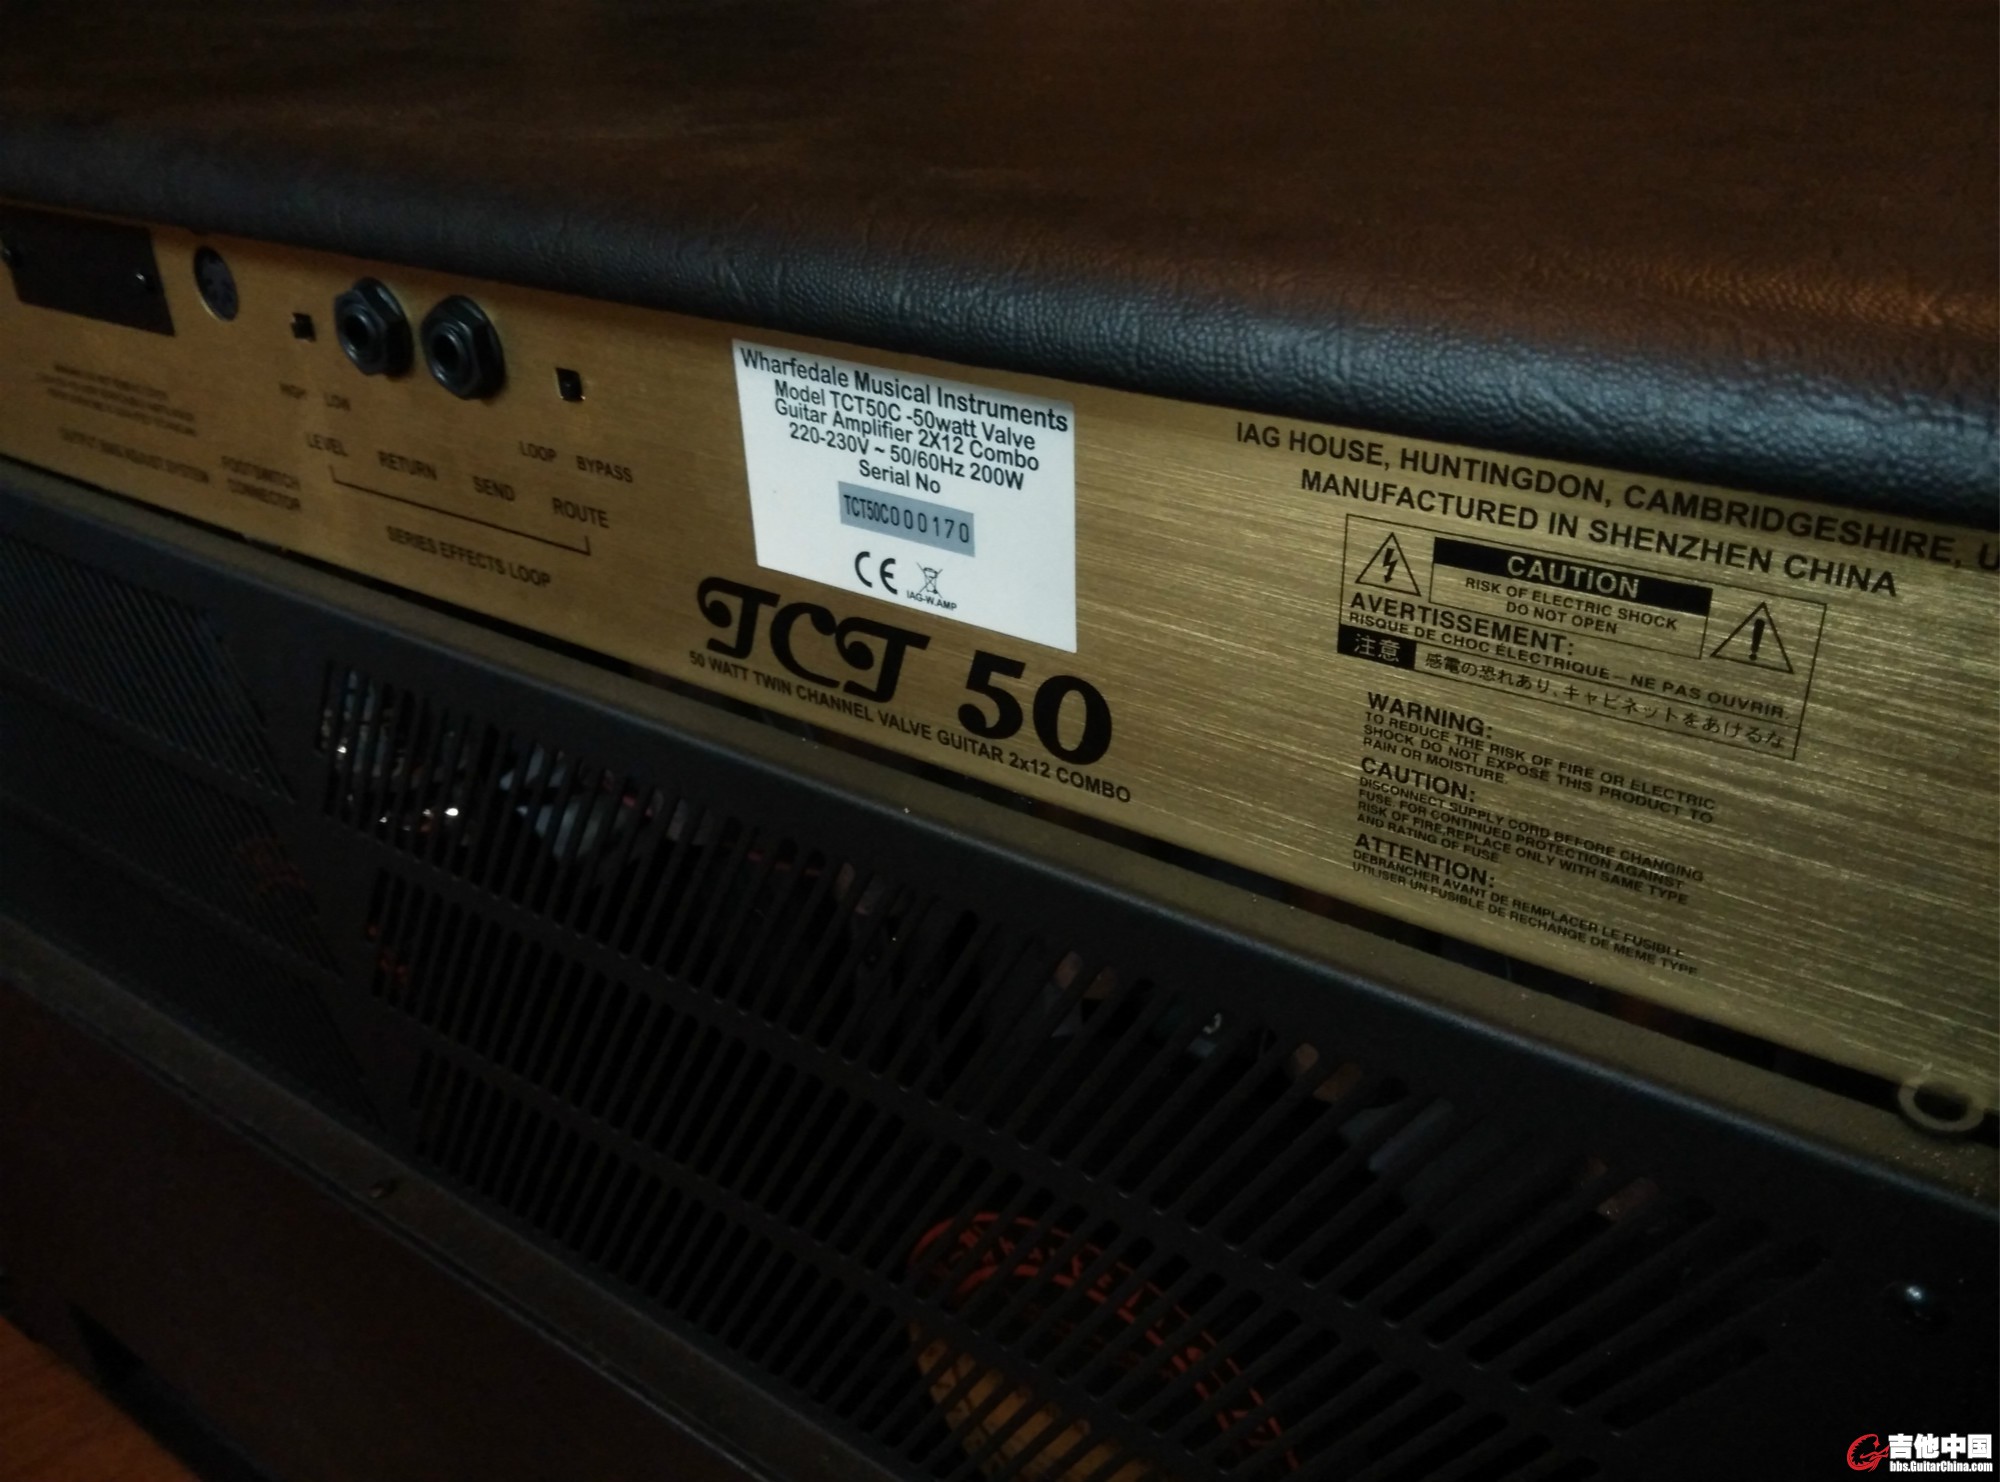 HIGH LOW
LEVEL
RETURN
SEND
LOOP BYPASS
ROUTE
SERIES EFFECTS LOOP
FOOTSWITCH
CONNECTOR
OUTPUT BIAS ADJUST SYSTEM
Wharfedale Musical Instruments
Model TCT50C -50watt Valve
Guitar Amplifier 2X12 Combo
220-230V ~ 50/60Hz 200W
Serial No
TCT50C000170
CE
IAG-W.AMP
TCT 50
50 WATT TWIN CHANNEL VALVE GUITAR 2x12 COMBO
IAG HOUSE, HUNTINGDON, CAMBRIDGESHIRE, U
MANUFACTURED IN SHENZHEN CHINA
CAUTION
RISK OF ELECTRIC SHOCK
DO NOT OPEN
AVERTISSEMENT:
RISQUE DE CHOC ÉLECTRIQUE – NE PAS OUVRIR.
注意 感電の恐れあり、キャビネットをあけるな
WARNING:
TO REDUCE THE RISK OF FIRE OR ELECTRIC
SHOCK DO NOT EXPOSE THIS PRODUCT TO
RAIN OR MOISTURE.
CAUTION:
DISCONNECT SUPPLY CORD BEFORE CHANGING
FUSE. FOR CONTINUED PROTECTION AGAINST
RISK OF FIRE,REPLACE ONLY WITH SAME TYPE
AND RATING OF FUSE
ATTENTION:
DEBRANCHER AVANT DE REMPLACER LE FUSIBLE
UTILISER UN FUSIBLE DE RECHANGE DE MEME TYPE
吉他中国
bbs.GuitarChina.com